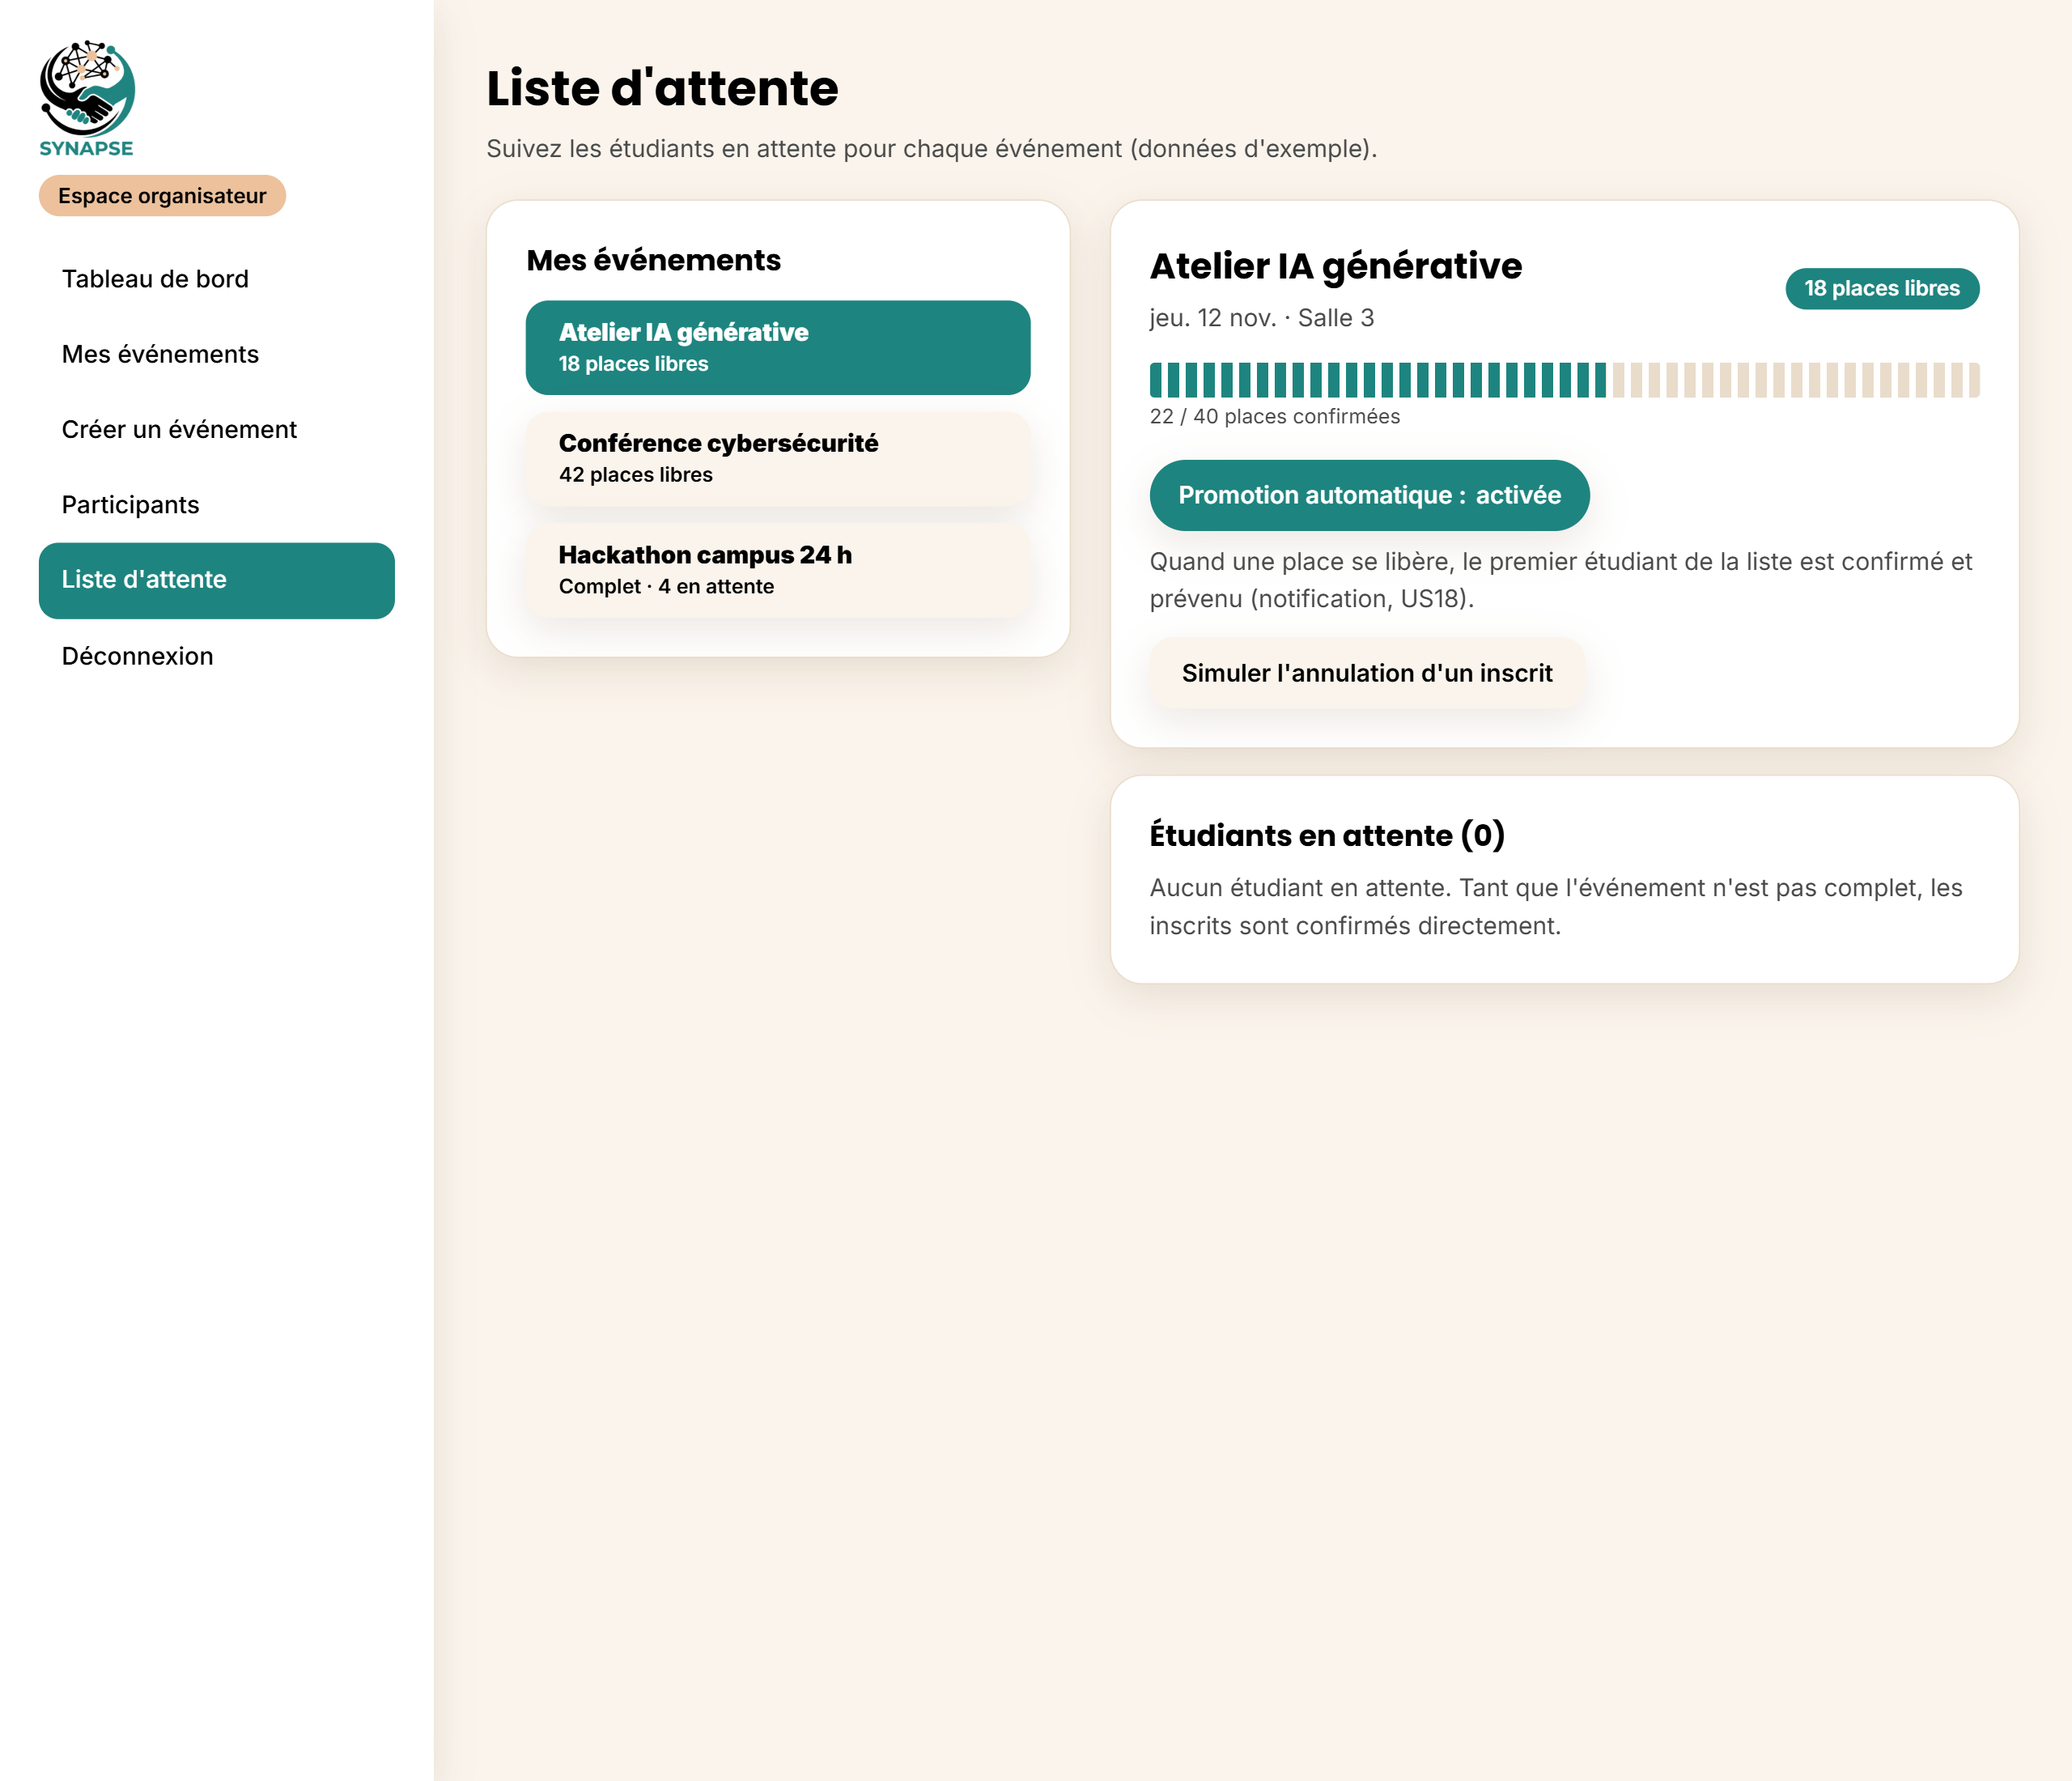 SYNAPSE
Espace organisateur
Tableau de bord
Mes événements
Créer un événement
Participants
Liste d'attente
Déconnexion
Liste d'attente
Suivez les étudiants en attente pour chaque événement (données d'exemple).
Mes événements
Atelier IA générative
18 places libres
Conférence cybersécurité
42 places libres
Hackathon campus 24 h
Complet · 4 en attente
Atelier IA générative
18 places libres
jeu. 12 nov. · Salle 3
22 / 40 places confirmées
Promotion automatique : activée
Quand une place se libère, le premier étudiant de la liste est confirmé et
prévenu (notification, US18).
Simuler l'annulation d'un inscrit
Étudiants en attente (0)
Aucun étudiant en attente. Tant que l'événement n'est pas complet, les
inscrits sont confirmés directement.